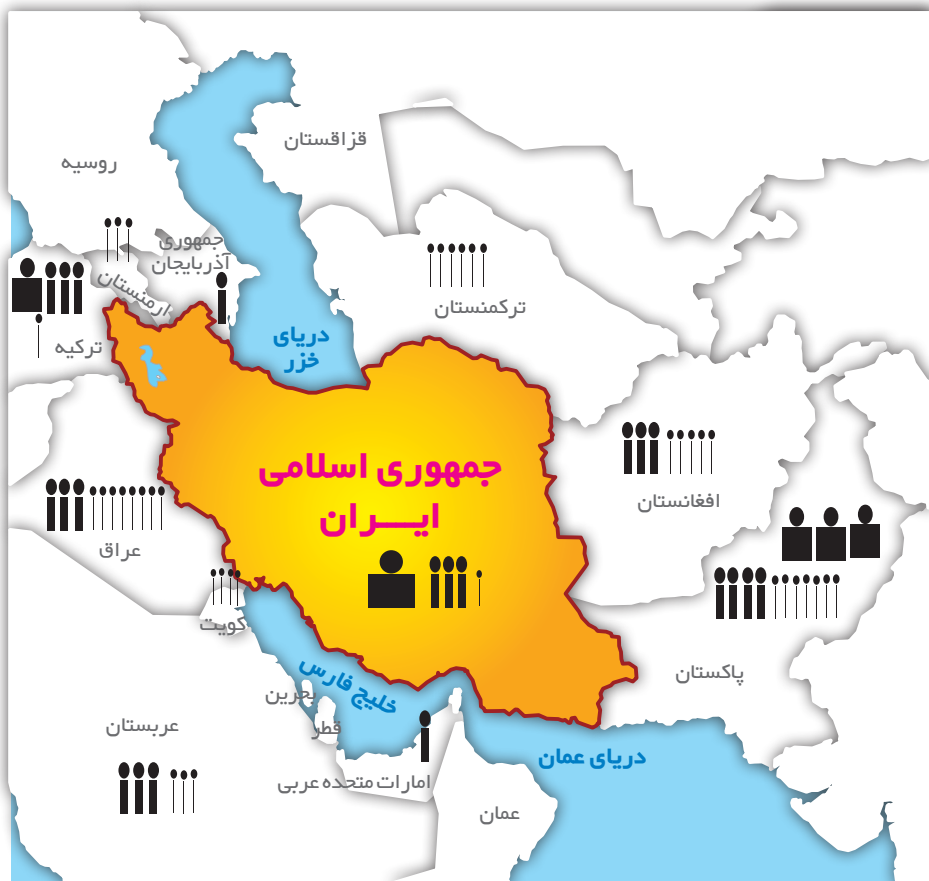 قزاقستان
روسیه
جمهوری
آذربایجان
ارمنستان
ترکمنستان
ترکیه
دریای
خزر
جمهوری اسلامی
ایـــران
افغانستان
عراق
کویت
پاکستان
خلیج فارس
بحرین
قطر
عربستان
امارات متحده عربی
دریای عمان
عمان